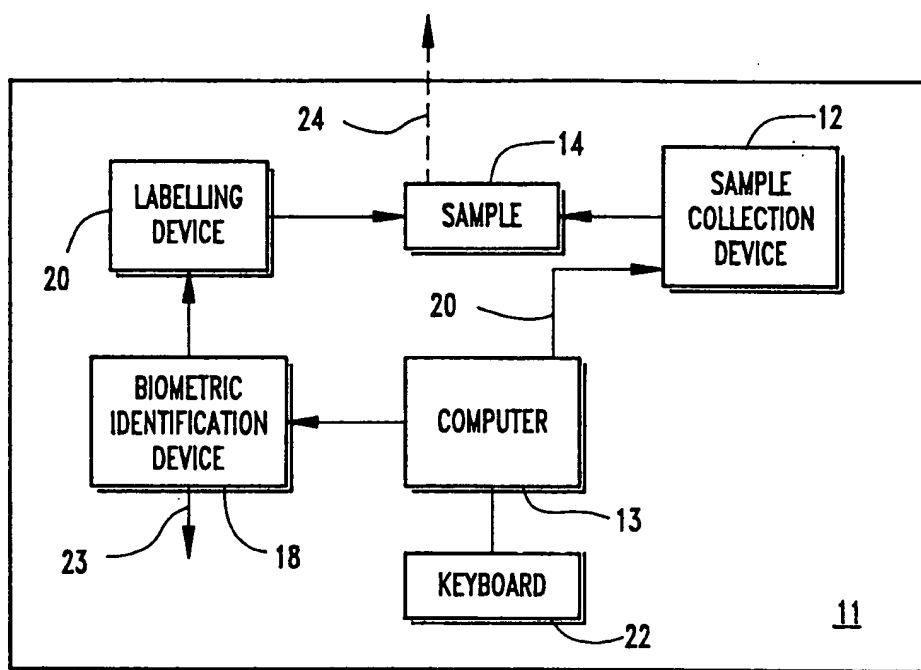 24
14
12
LABELLING
DEVICE
SAMPLE
SAMPLE
COLLECTION
DEVICE
20
20
BIOMETRIC
IDENTIFICATION
DEVICE
COMPUTER
23
18
13
KEYBOARD
22
11